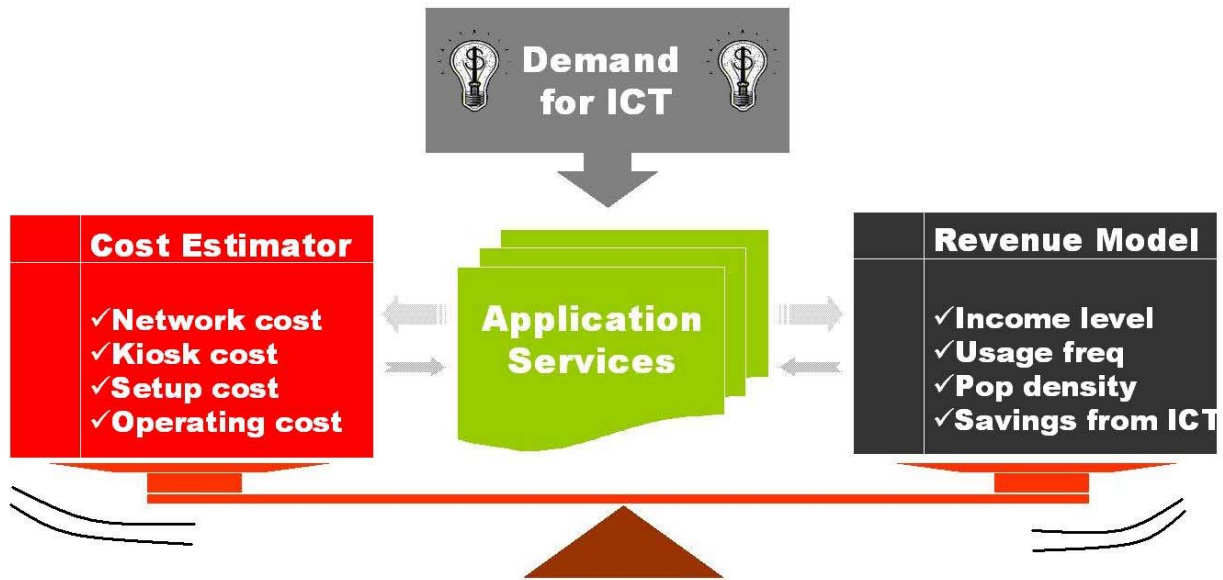 Demand
for ICT
Cost Estimator
✓Network cost
✓Kiosk cost
✓Setup cost
✓Operating cost
Application
Services
Revenue Model
✓Income level
✓Usage freq
✓Pop density
✓Savings from ICT